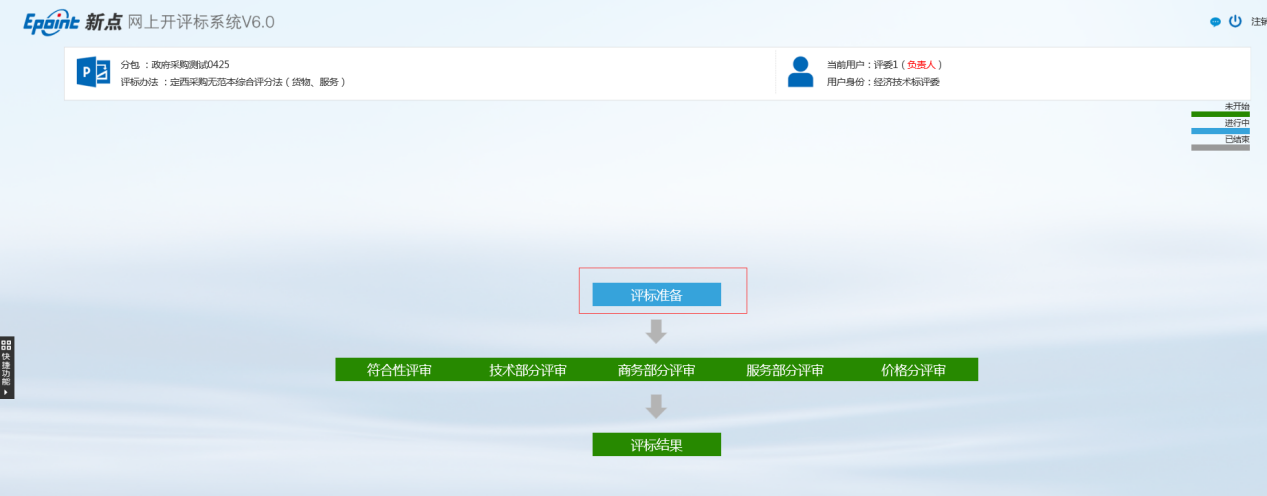 Epoint 新点 网上开评标系统V6.0
注销
分包 ：政府采购测试0425
评标办法 ：定西采购无范本综合评分法（货物、服务）
当前用户：评委1（负责人）
用户身份：经济技术标评委
未开始
进行中
已结束
评标准备
符合性评审 技术部分评审 商务部分评审 服务部分评审 价格分评审
评标结果
快捷功能